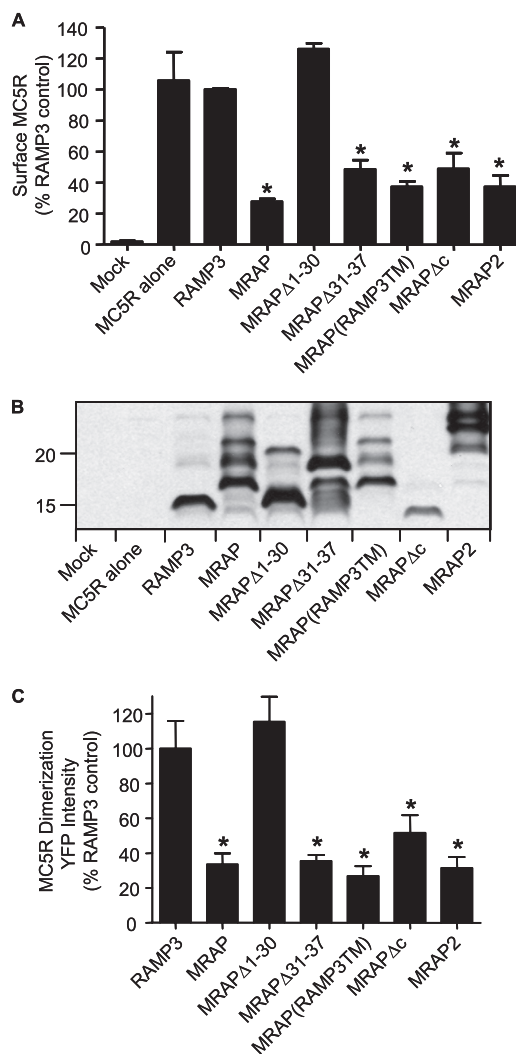 A
Surface MC5R
(% RAMP3 control)
140
120
100
80
60
40
20
0
*
*
*
*
*
Mock
MC5R alone
RAMP3
MRAP
MRAPΔ1-30
MRAPΔ31-37
MRAP(RAMP3TM)
MRAPΔc
MRAP2
B
20
15
Mock
MC5R alone
RAMP3
MRAP
MRAPΔ1-30
MRAPΔ31-37
MRAP(RAMP3TM)
MRAPΔc
MRAP2
C
MC5R Dimerization
YFP Intensity
(% RAMP3 control)
120
100
80
60
40
20
0
*
*
*
*
*
RAMP3
MRAP
MRAPΔ1-30
MRAPΔ31-37
MRAP(RAMP3TM)
MRAPΔc
MRAP2